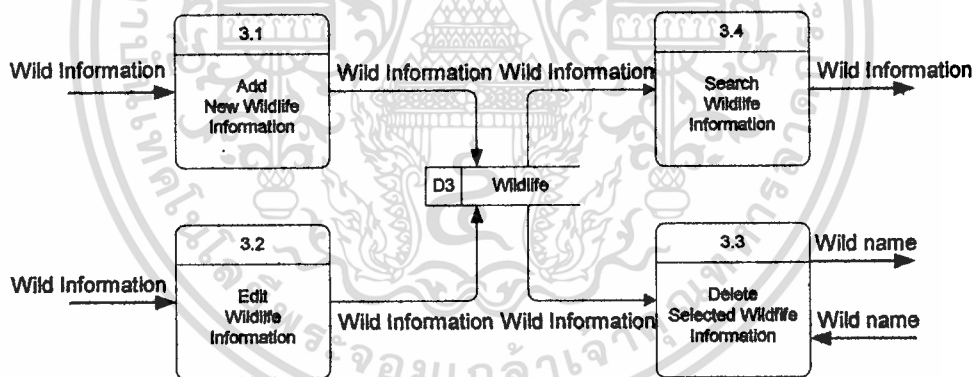 3.1
Wild Information
Add
New Wildlife
Information
Wild Information
Wild Information
3.4
Search
Wildlife
Information
Wild Information
D3
Wildlife
3.2
Wild Information
Edit
Wildlife
Information
Wild Information
Wild Information
3.3
Delete
Selected Wildlife
Information
Wild name
Wild name